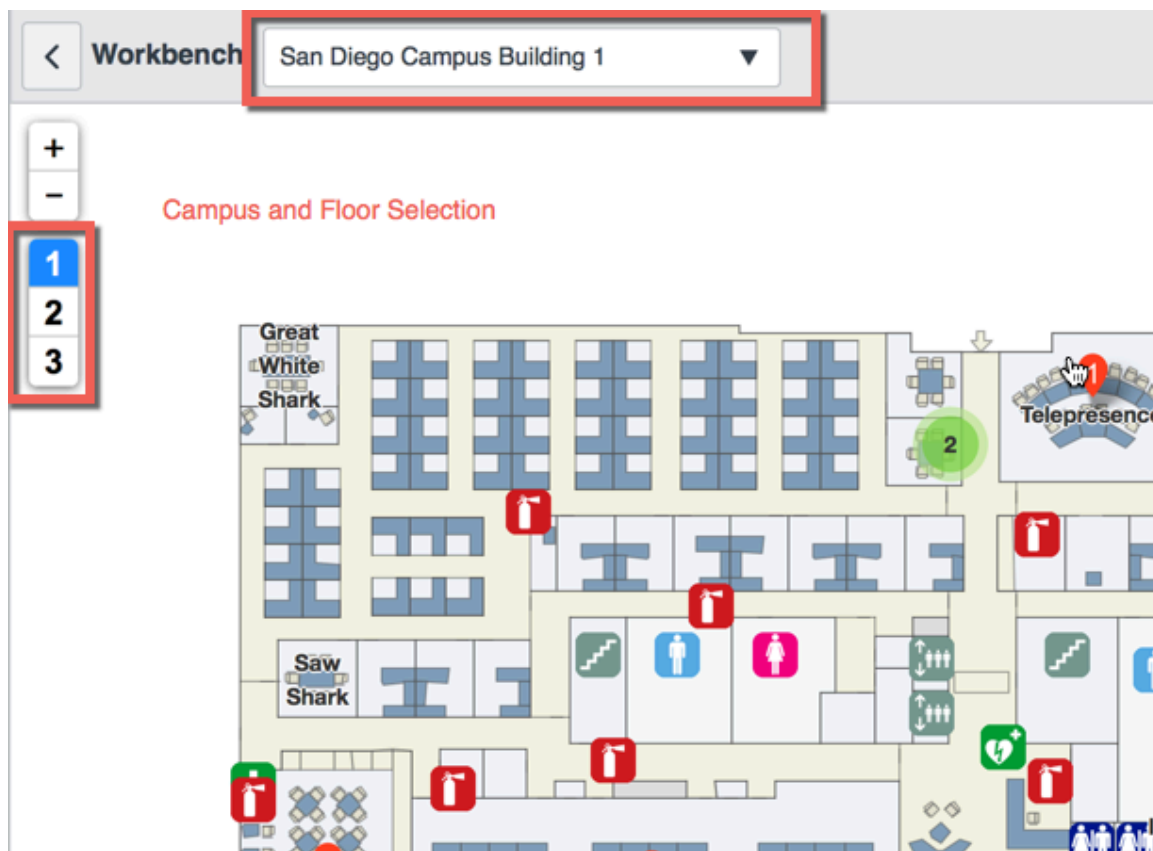 Workbench
San Diego Campus Building 1
+
−
Campus and Floor Selection
1
2
3
Great
White
Shark
1
Telepresence
2
Saw
Shark